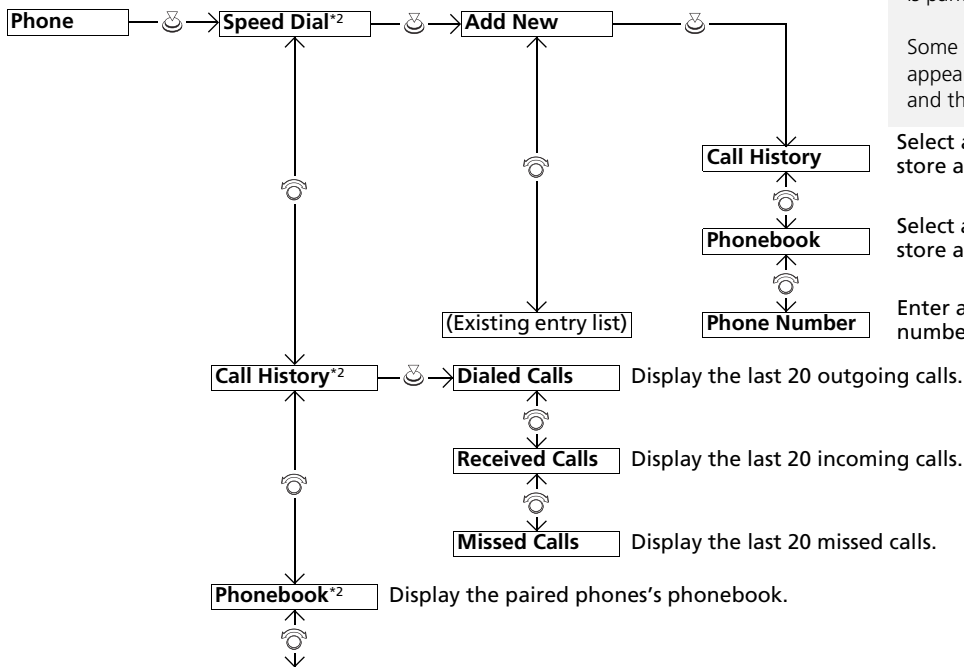 is
Some
appea
and th
Phone
Speed Dial*2
Add New
Call History
Select a
store a
Phonebook
Select a
store a
(Existing entry list)
Phone Number
Enter a
numbe
Call History*2
Dialed Calls
Display the last 20 outgoing calls.
Received Calls
Display the last 20 incoming calls.
Missed Calls
Display the last 20 missed calls.
Phonebook*2
Display the paired phones's phonebook.